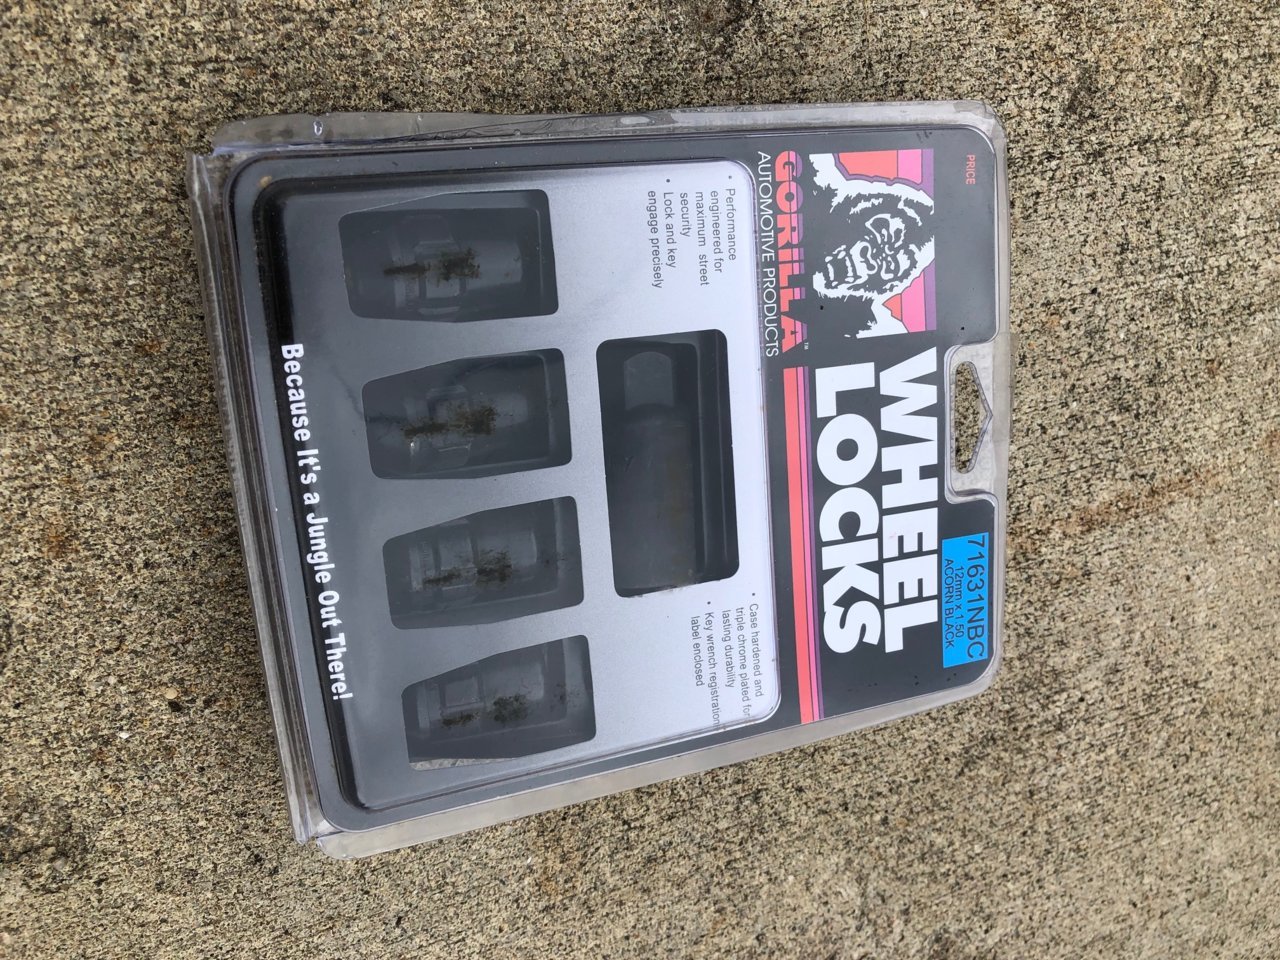 PRICE
71631NBC
12mm x 1.50
ACORN BLACK
WHEEL
LOCKS
GORILLA™
AUTOMOTIVE PRODUCTS
• Performance
engineered for
maximum street
security
• Lock and key
engage precisely
• Case hardened and
triple chrome plated for
lasting durability
• Key wrench registration
label enclosed
Because It's a Jungle Out There!